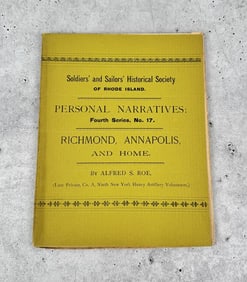 Soldiers' and Sailors' Historical Society
OF RHODE ISLAND.
PERSONAL NARRATIVES:
Fourth Series, No. 17.
RICHMOND, ANNAPOLIS,
AND HOME.
BY ALFRED S. ROE,
(Late Private, Co. A, Ninth New York Heavy Artillery Volunteers.)